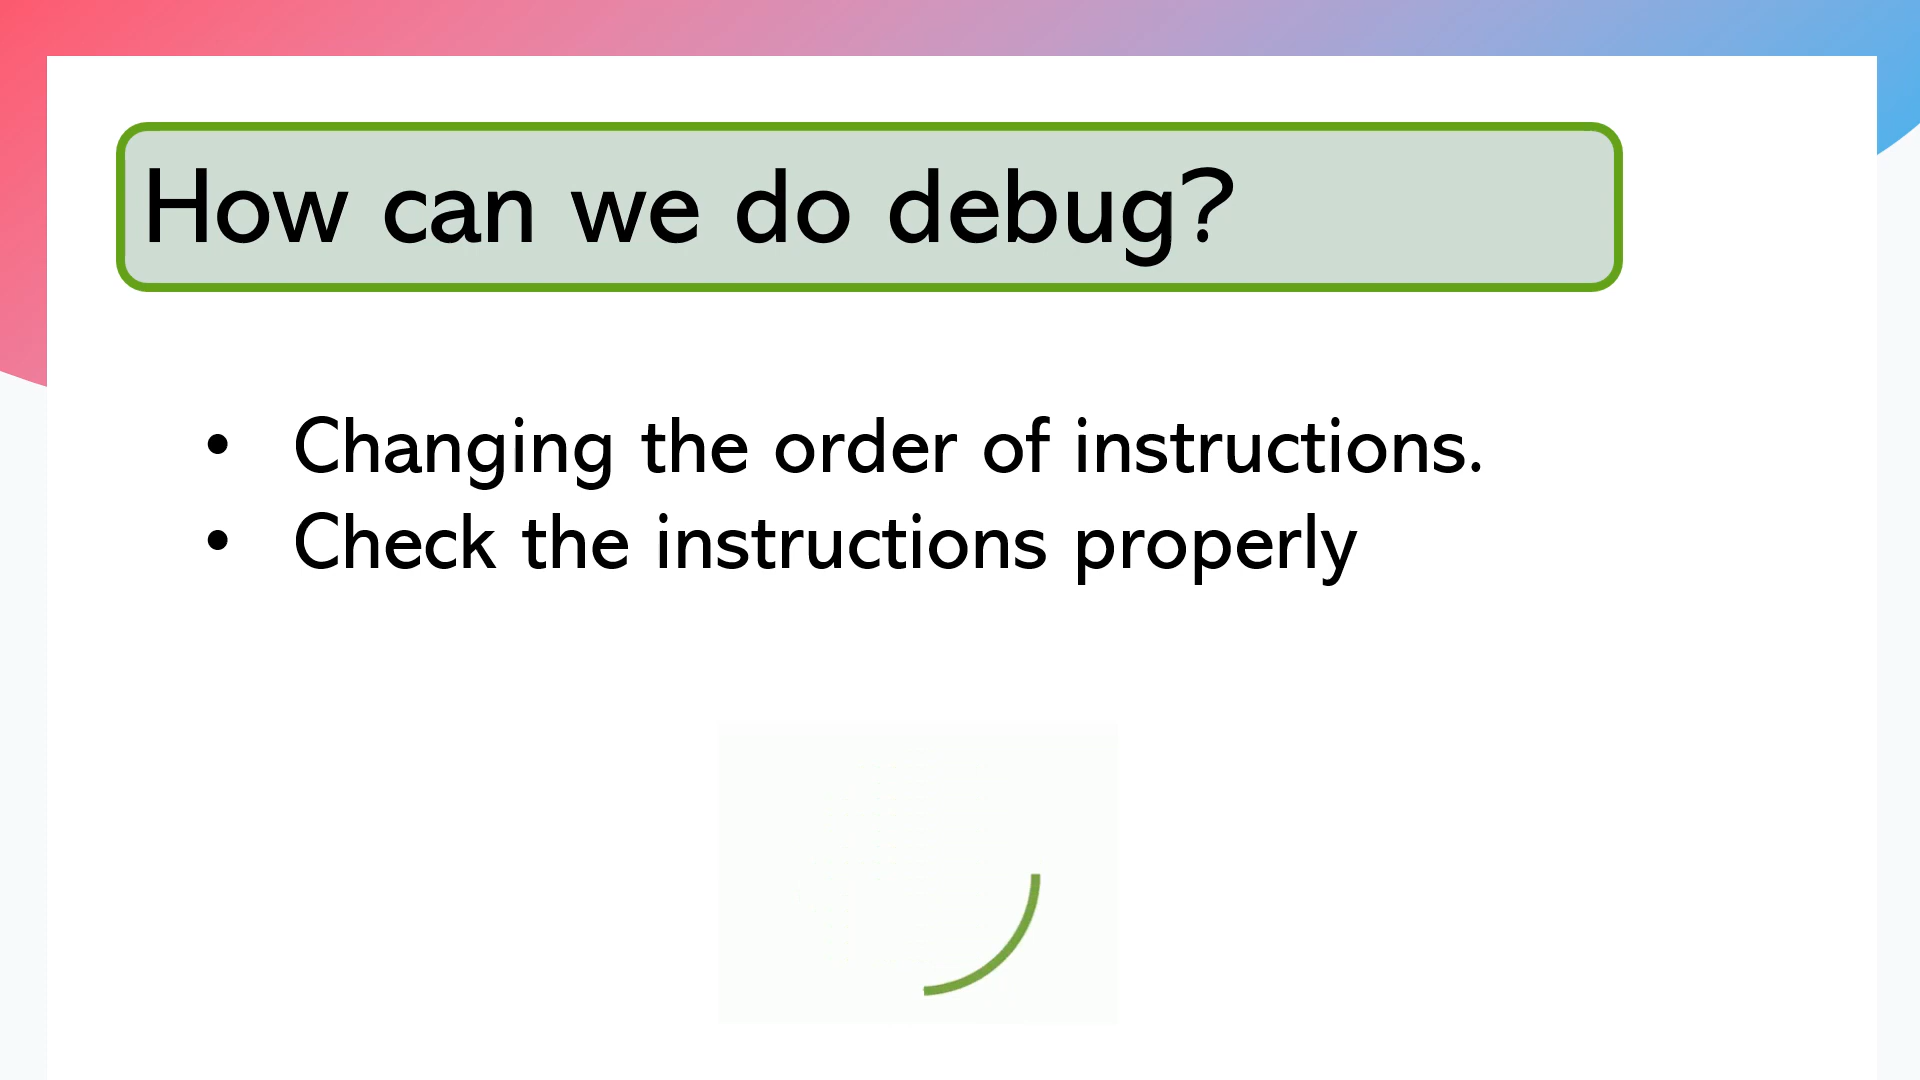 How can we do debug?
• Changing the order of instructions.
• Check the instructions properly